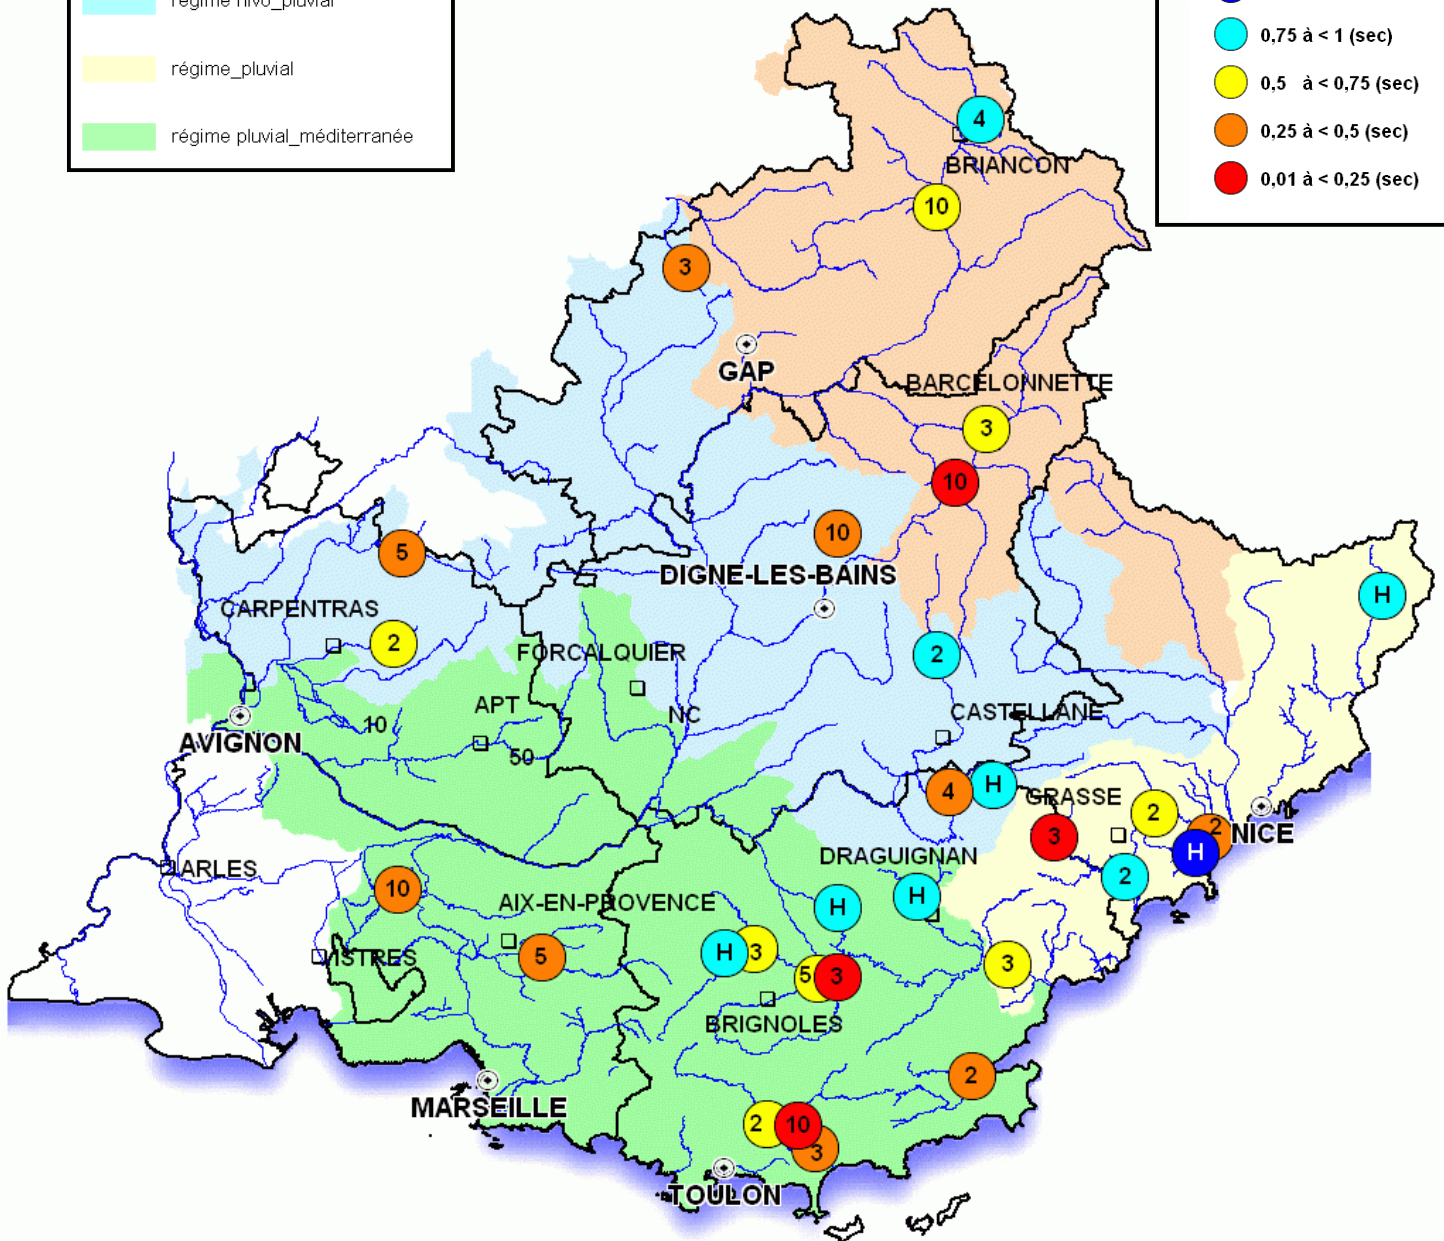 régime nivo_pluvial
régime_pluvial
régime pluvial_méditerranée
0,75 à < 1 (sec)
0,5 à < 0,75 (sec)
0,25 à < 0,5 (sec)
0,01 à < 0,25 (sec)
4
BRIANCON
10
3
GAP
BARCELONNETTE
3
10
10
5
DIGNE-LES-BAINS
H
CARPENTRAS
2
FORCALQUIER
2
APT
NC
CASTELLANE
10
AVIGNON
50
4
H
GRASSE
2
3
2
NICE
H
DRAGUIGNAN
ARLES
2
10
H
AIX-EN-PROVENCE
H
H
3
ISTRES
5
5
3
3
BRIGNOLES
2
MARSEILLE
2
10
3
TOULON